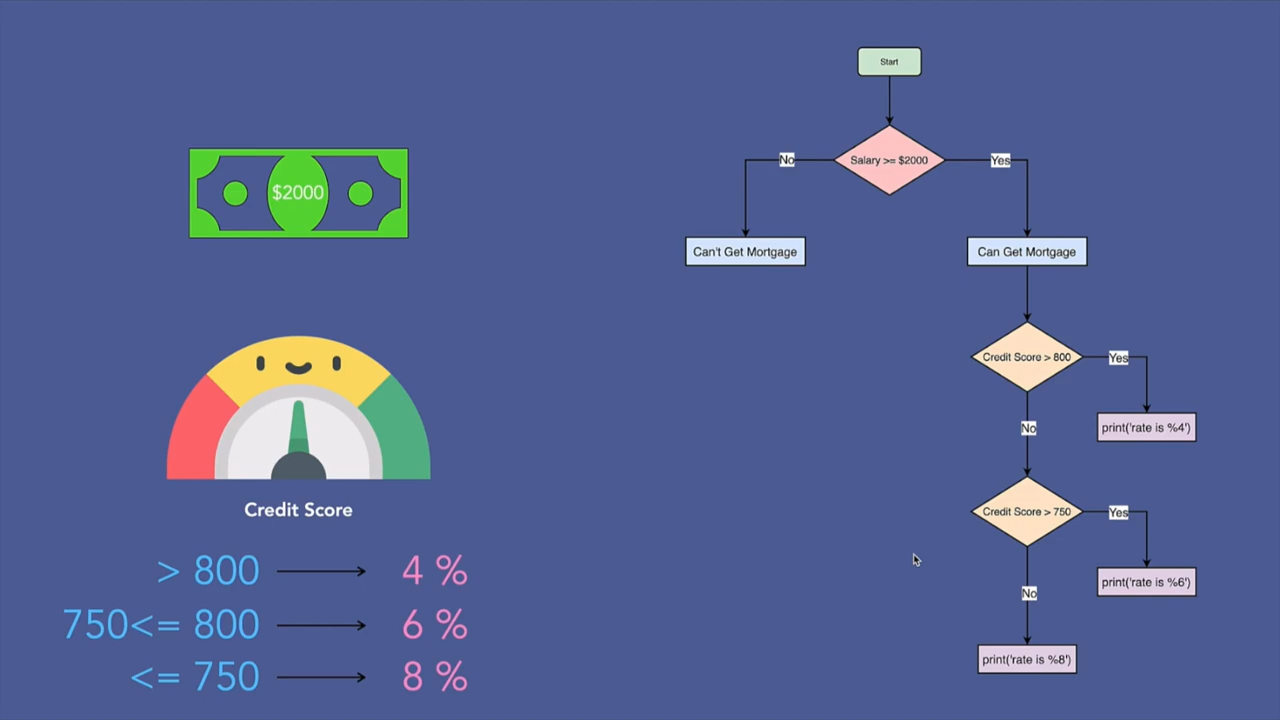 $2000
Credit Score
> 800 4 %
750<= 800 6 %
<= 750 8 %
Start
Salary >= $2000
No
Yes
Can't Get Mortgage
Can Get Mortgage
Credit Score > 800
Yes
No
print('rate is %4')
Credit Score > 750
Yes
print('rate is %6')
No
print('rate is %8')